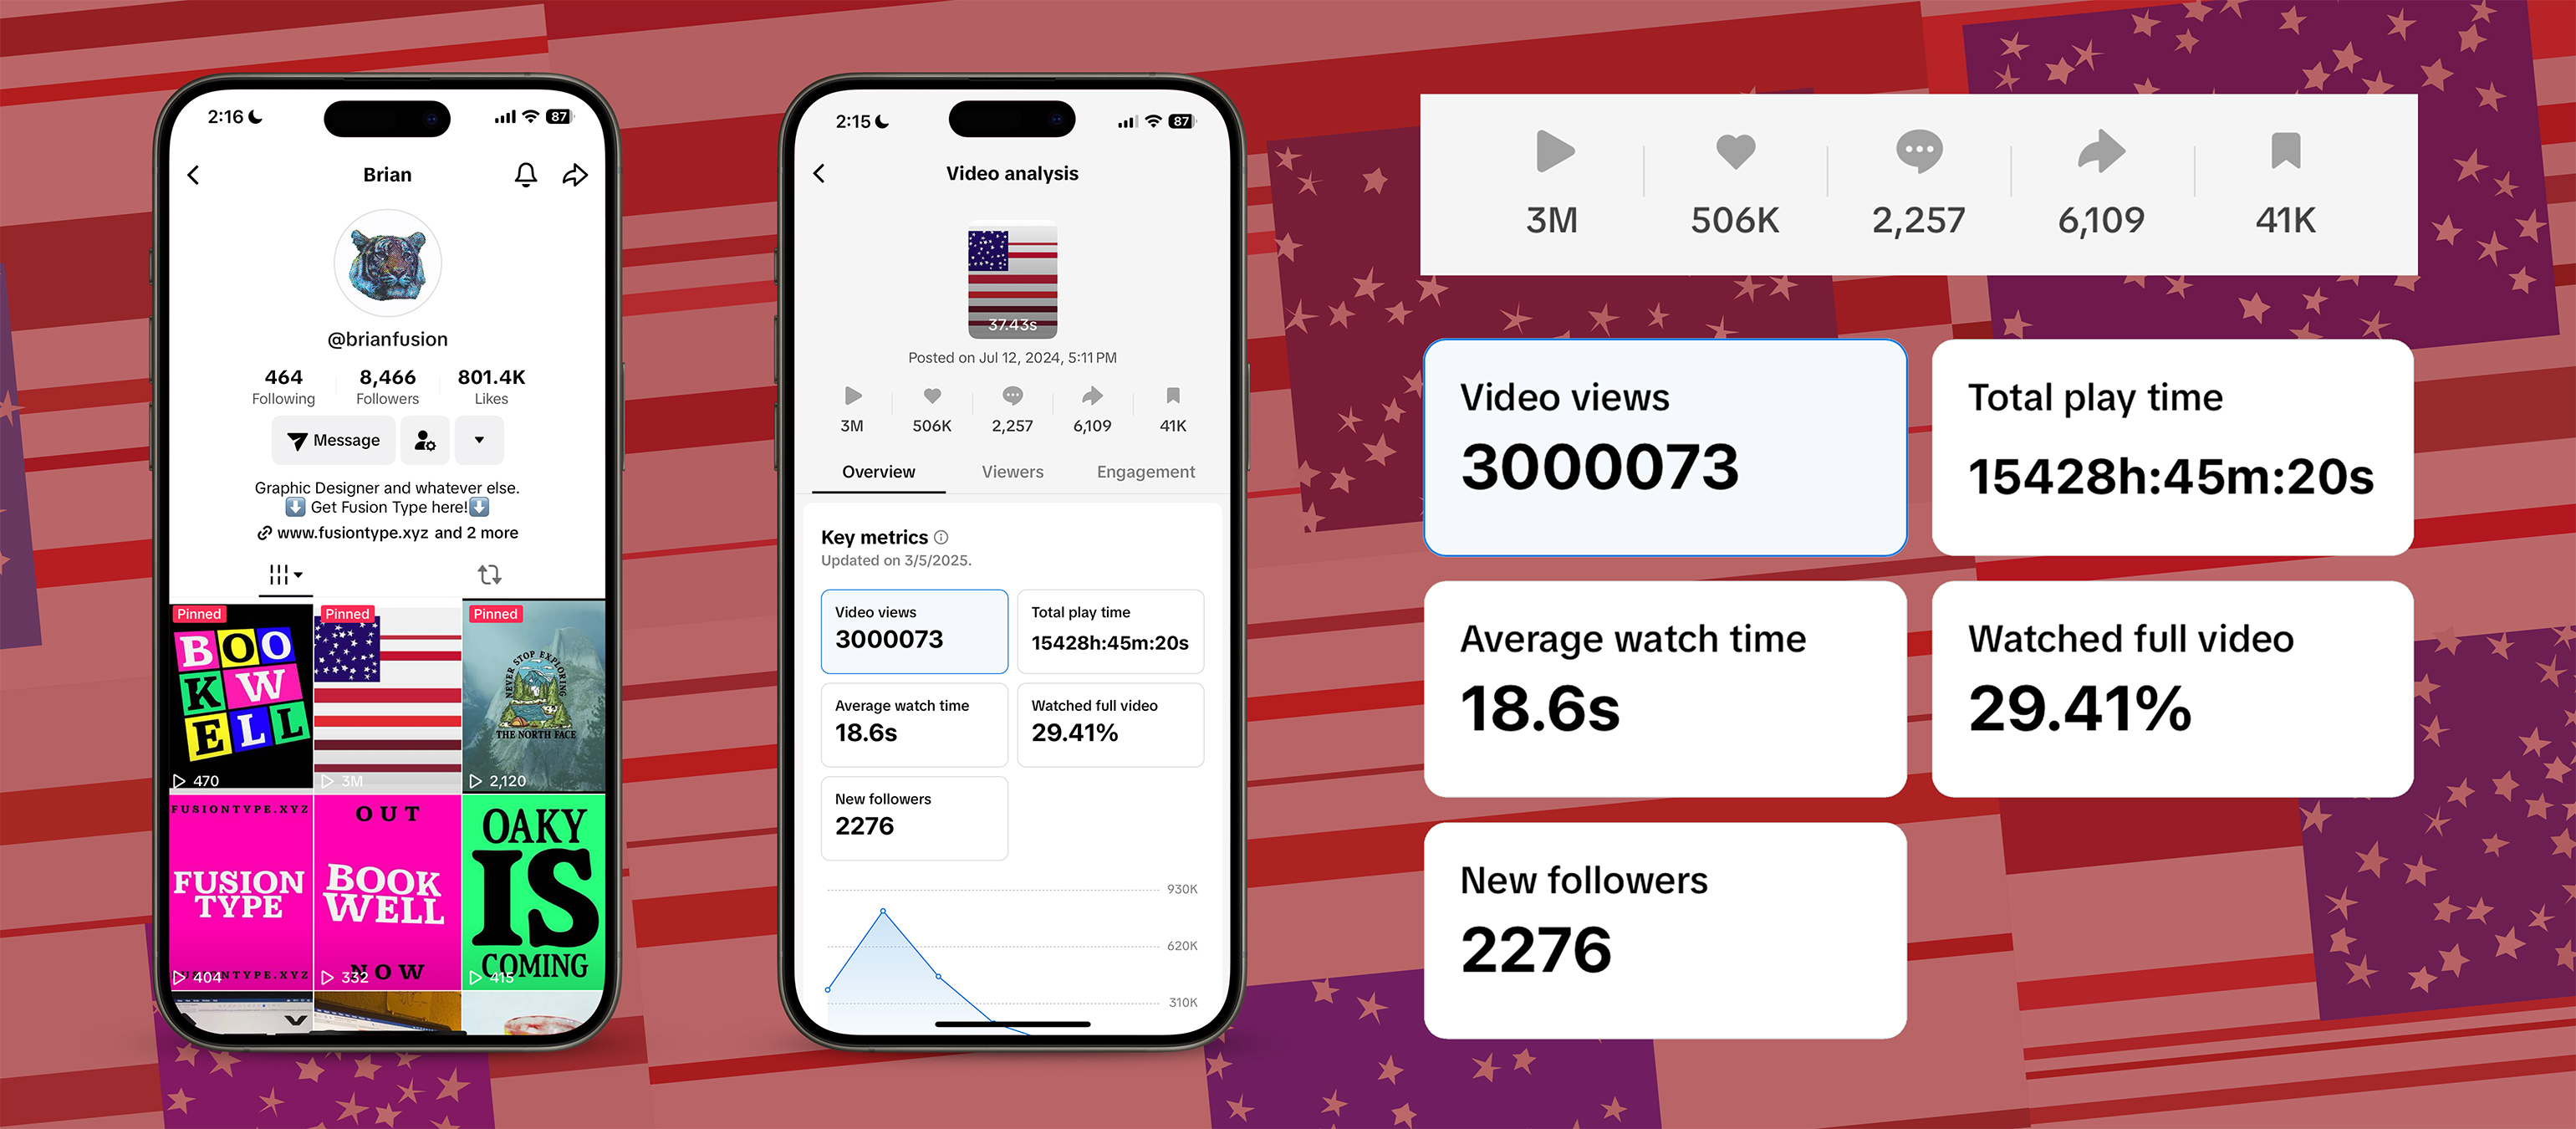 2:16
87
Brian
@brianfusion
464 8,466 801.4K
Following Followers Likes
Message
Graphic Designer and whatever else.
⬇️ Get Fusion Type here!⬇️
www.fusiontype.xyz and 2 more
Pinned Pinned Pinned
BOO
KW
ELL
NEVER STOP EXPLORING
THE NORTH FACE
470 3M 2,120
FUSIONTYPE.XYZ
FUSION
TYPE
FUSIONTYPE.XYZ
404
OUT
BOOK
WELL
NOW
332
OAKY
IS
COMING
415
2:15
87
Video analysis
37.43s
Posted on Jul 12, 2024, 5:11 PM
3M 506K 2,257 6,109 41K
Overview Viewers Engagement
Key metrics
Updated on 3/5/2025.
Video views
3000073
Total play time
15428h:45m:20s
Average watch time
18.6s
Watched full video
29.41%
New followers
2276
930K
620K
310K
3M 506K 2,257 6,109 41K
Video views
3000073
Total play time
15428h:45m:20s
Average watch time
18.6s
Watched full video
29.41%
New followers
2276